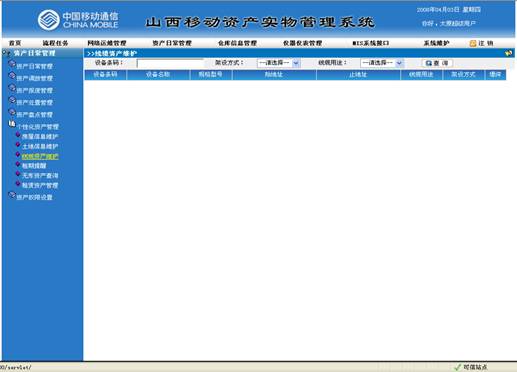 中国移动通信
CHINA MOBILE
山西移动资产实物管理系统
2008年04月03日 星期四
你好,太原超级用户
首页 流程任务 网络运维管理 资产日常管理 仓库信息管理 仪器仪表管理 MIS系统接口 系统维护 注 销
资产日常管理
>>线缆资产维护
设备条码: 架设方式: --请选择-- 线缆用途: --请选择-- 查 询
设备条码 设备名称 规格型号 始地址 止地址 线缆用途 架设方式 缆序
资产日常管理
资产调拨管理
资产报废管理
资产处置管理
资产盘点管理
个性化资产管理
房屋信息维护
土地信息维护
线缆资产维护
租期提醒
无形资产查询
租赁资产管理
资产权限设置
可信站点